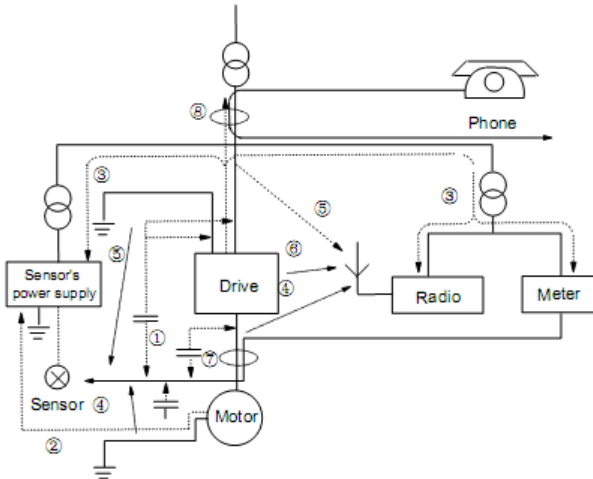 ⑧
Phone
③
③
⑤
⑤
⑥
Sensor's
power supply
Drive
④
Radio
Meter
①
⑦
Sensor
④
Motor
②